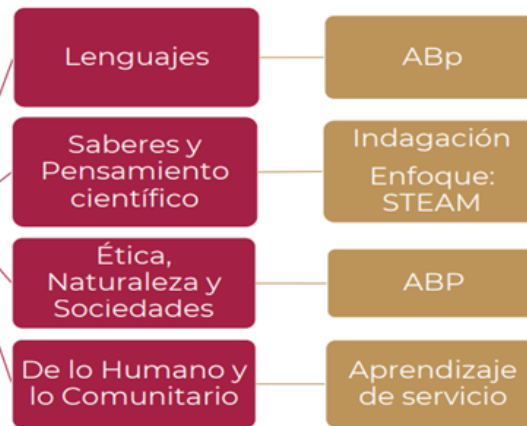 Lenguajes
ABp
Saberes y
Pensamiento
científico
Indagación
Enfoque:
STEAM
Ética,
Naturaleza y
Sociedades
ABP
De lo Humano y
lo Comunitario
Aprendizaje
de servicio